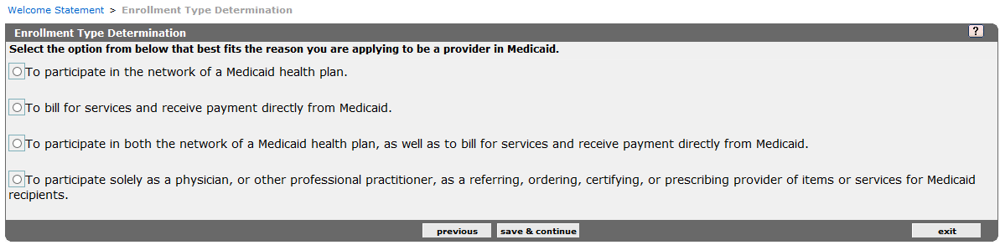 Welcome Statement > Enrollment Type Determination
Enrollment Type Determination
?
Select the option from below that best fits the reason you are applying to be a provider in Medicaid.
To participate in the network of a Medicaid health plan.
To bill for services and receive payment directly from Medicaid.
To participate in both the network of a Medicaid health plan, as well as to bill for services and receive payment directly from Medicaid.
To participate solely as a physician, or other professional practitioner, as a referring, ordering, certifying, or prescribing provider of items or services for Medicaid
recipients.
previous save & continue exit